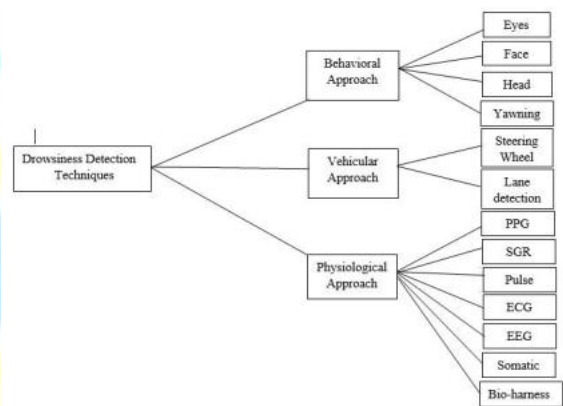 Drowsiness Detection
Techniques
Behavioral
Approach
Eyes
Face
Head
Yawning
Vehicular
Approach
Steering
Wheel
Lane
detection
Physiological
Approach
PPG
SGR
Pulse
ECG
EEG
Somatic
Bio-harness